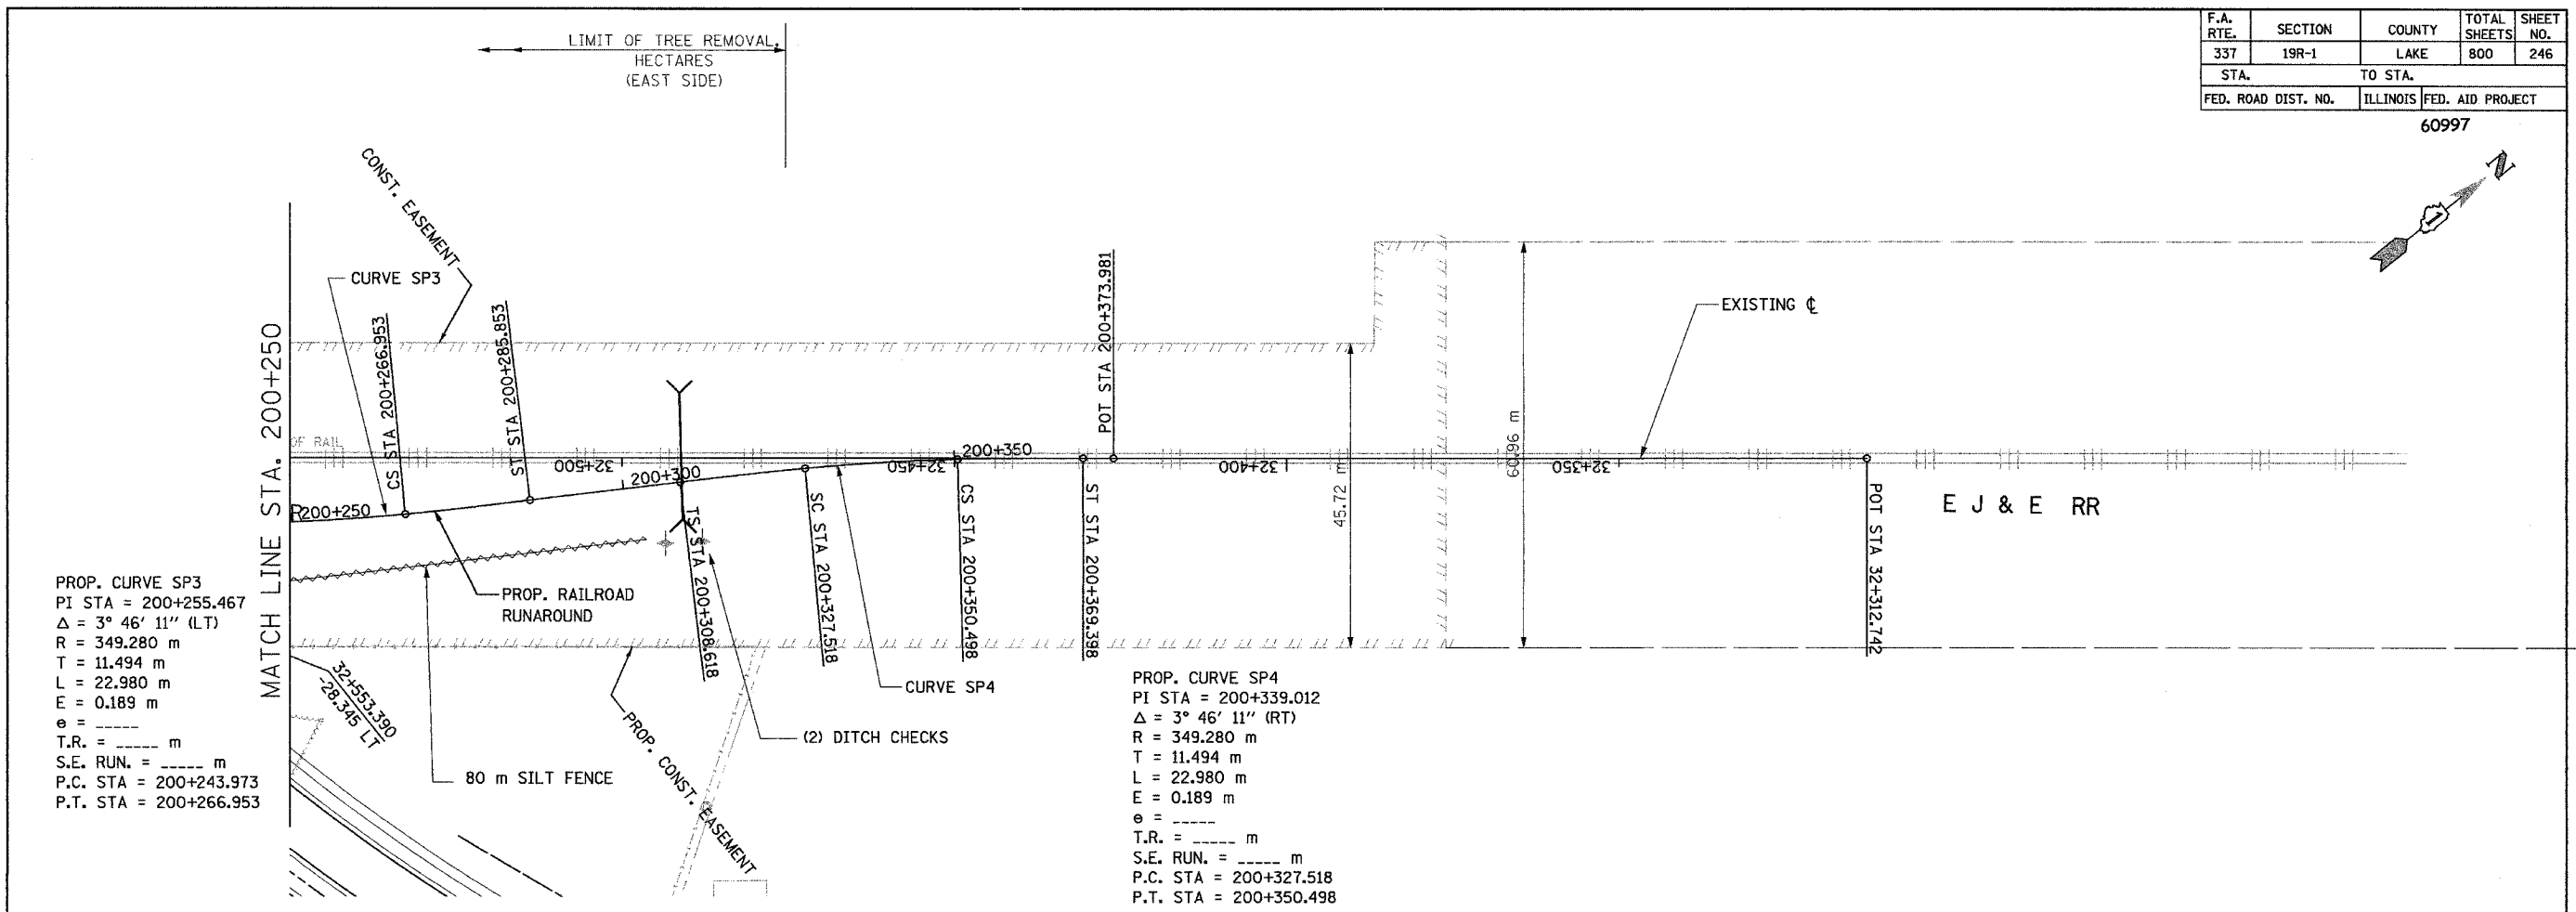 F.A. RTE. SECTION COUNTY TOTAL SHEETS SHEET NO.
337 19R-1 LAKE 800 246
STA. TO STA.
FED. ROAD DIST. NO. ILLINOIS FED. AID PROJECT
60997
N
1
LIMIT OF TREE REMOVAL,
HECTARES
(EAST SIDE)
CONST. EASEMENT
CURVE SP3
MATCH LINE STA. 200+250
CS STA 200+266.953
ST STA 200+285.853
POT STA 200+373.981
EXISTING ℄
OF RAIL
32+500
32+450
200+350
32+400
32+350
R200+250
200+300
45.72 m
60.96 m
TS STA 200+308.618
SC STA 200+327.518
CS STA 200+350.498
ST STA 200+369.398
POT STA 32+312.742
E J & E RR
PROP. RAILROAD
RUNAROUND
CURVE SP4
(2) DITCH CHECKS
80 m SILT FENCE
PROP. CONST. EASEMENT
32+553.390
-28.345 LT
PROP. CURVE SP3
PI STA = 200+255.467
Δ = 3° 46' 11" (LT)
R = 349.280 m
T = 11.494 m
L = 22.980 m
E = 0.189 m
e = _____
T.R. = _____ m
S.E. RUN. = _____ m
P.C. STA = 200+243.973
P.T. STA = 200+266.953
PROP. CURVE SP4
PI STA = 200+339.012
Δ = 3° 46' 11" (RT)
R = 349.280 m
T = 11.494 m
L = 22.980 m
E = 0.189 m
e = _____
T.R. = _____ m
S.E. RUN. = _____ m
P.C. STA = 200+327.518
P.T. STA = 200+350.498